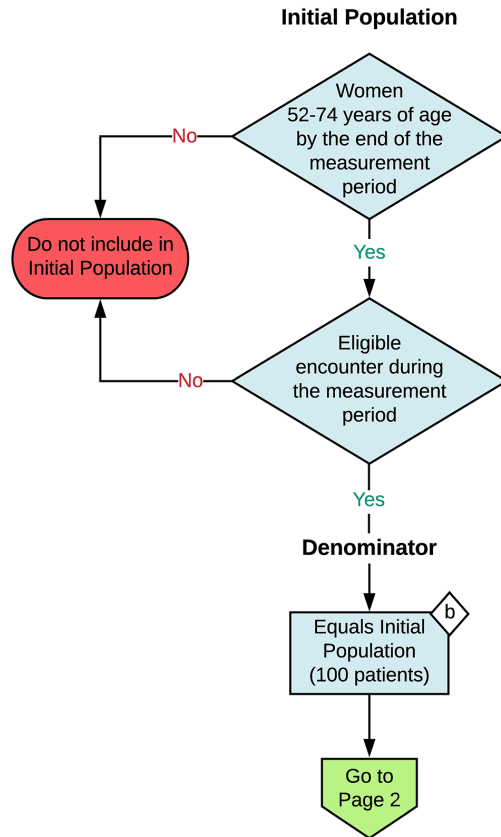 Initial Population
Women
52-74 years of age
by the end of the
measurement
period
No
Do not include in
Initial Population
Yes
Eligible
encounter during
the measurement
period
No
Yes
Denominator
b
Equals Initial
Population
(100 patients)
Go to
Page 2